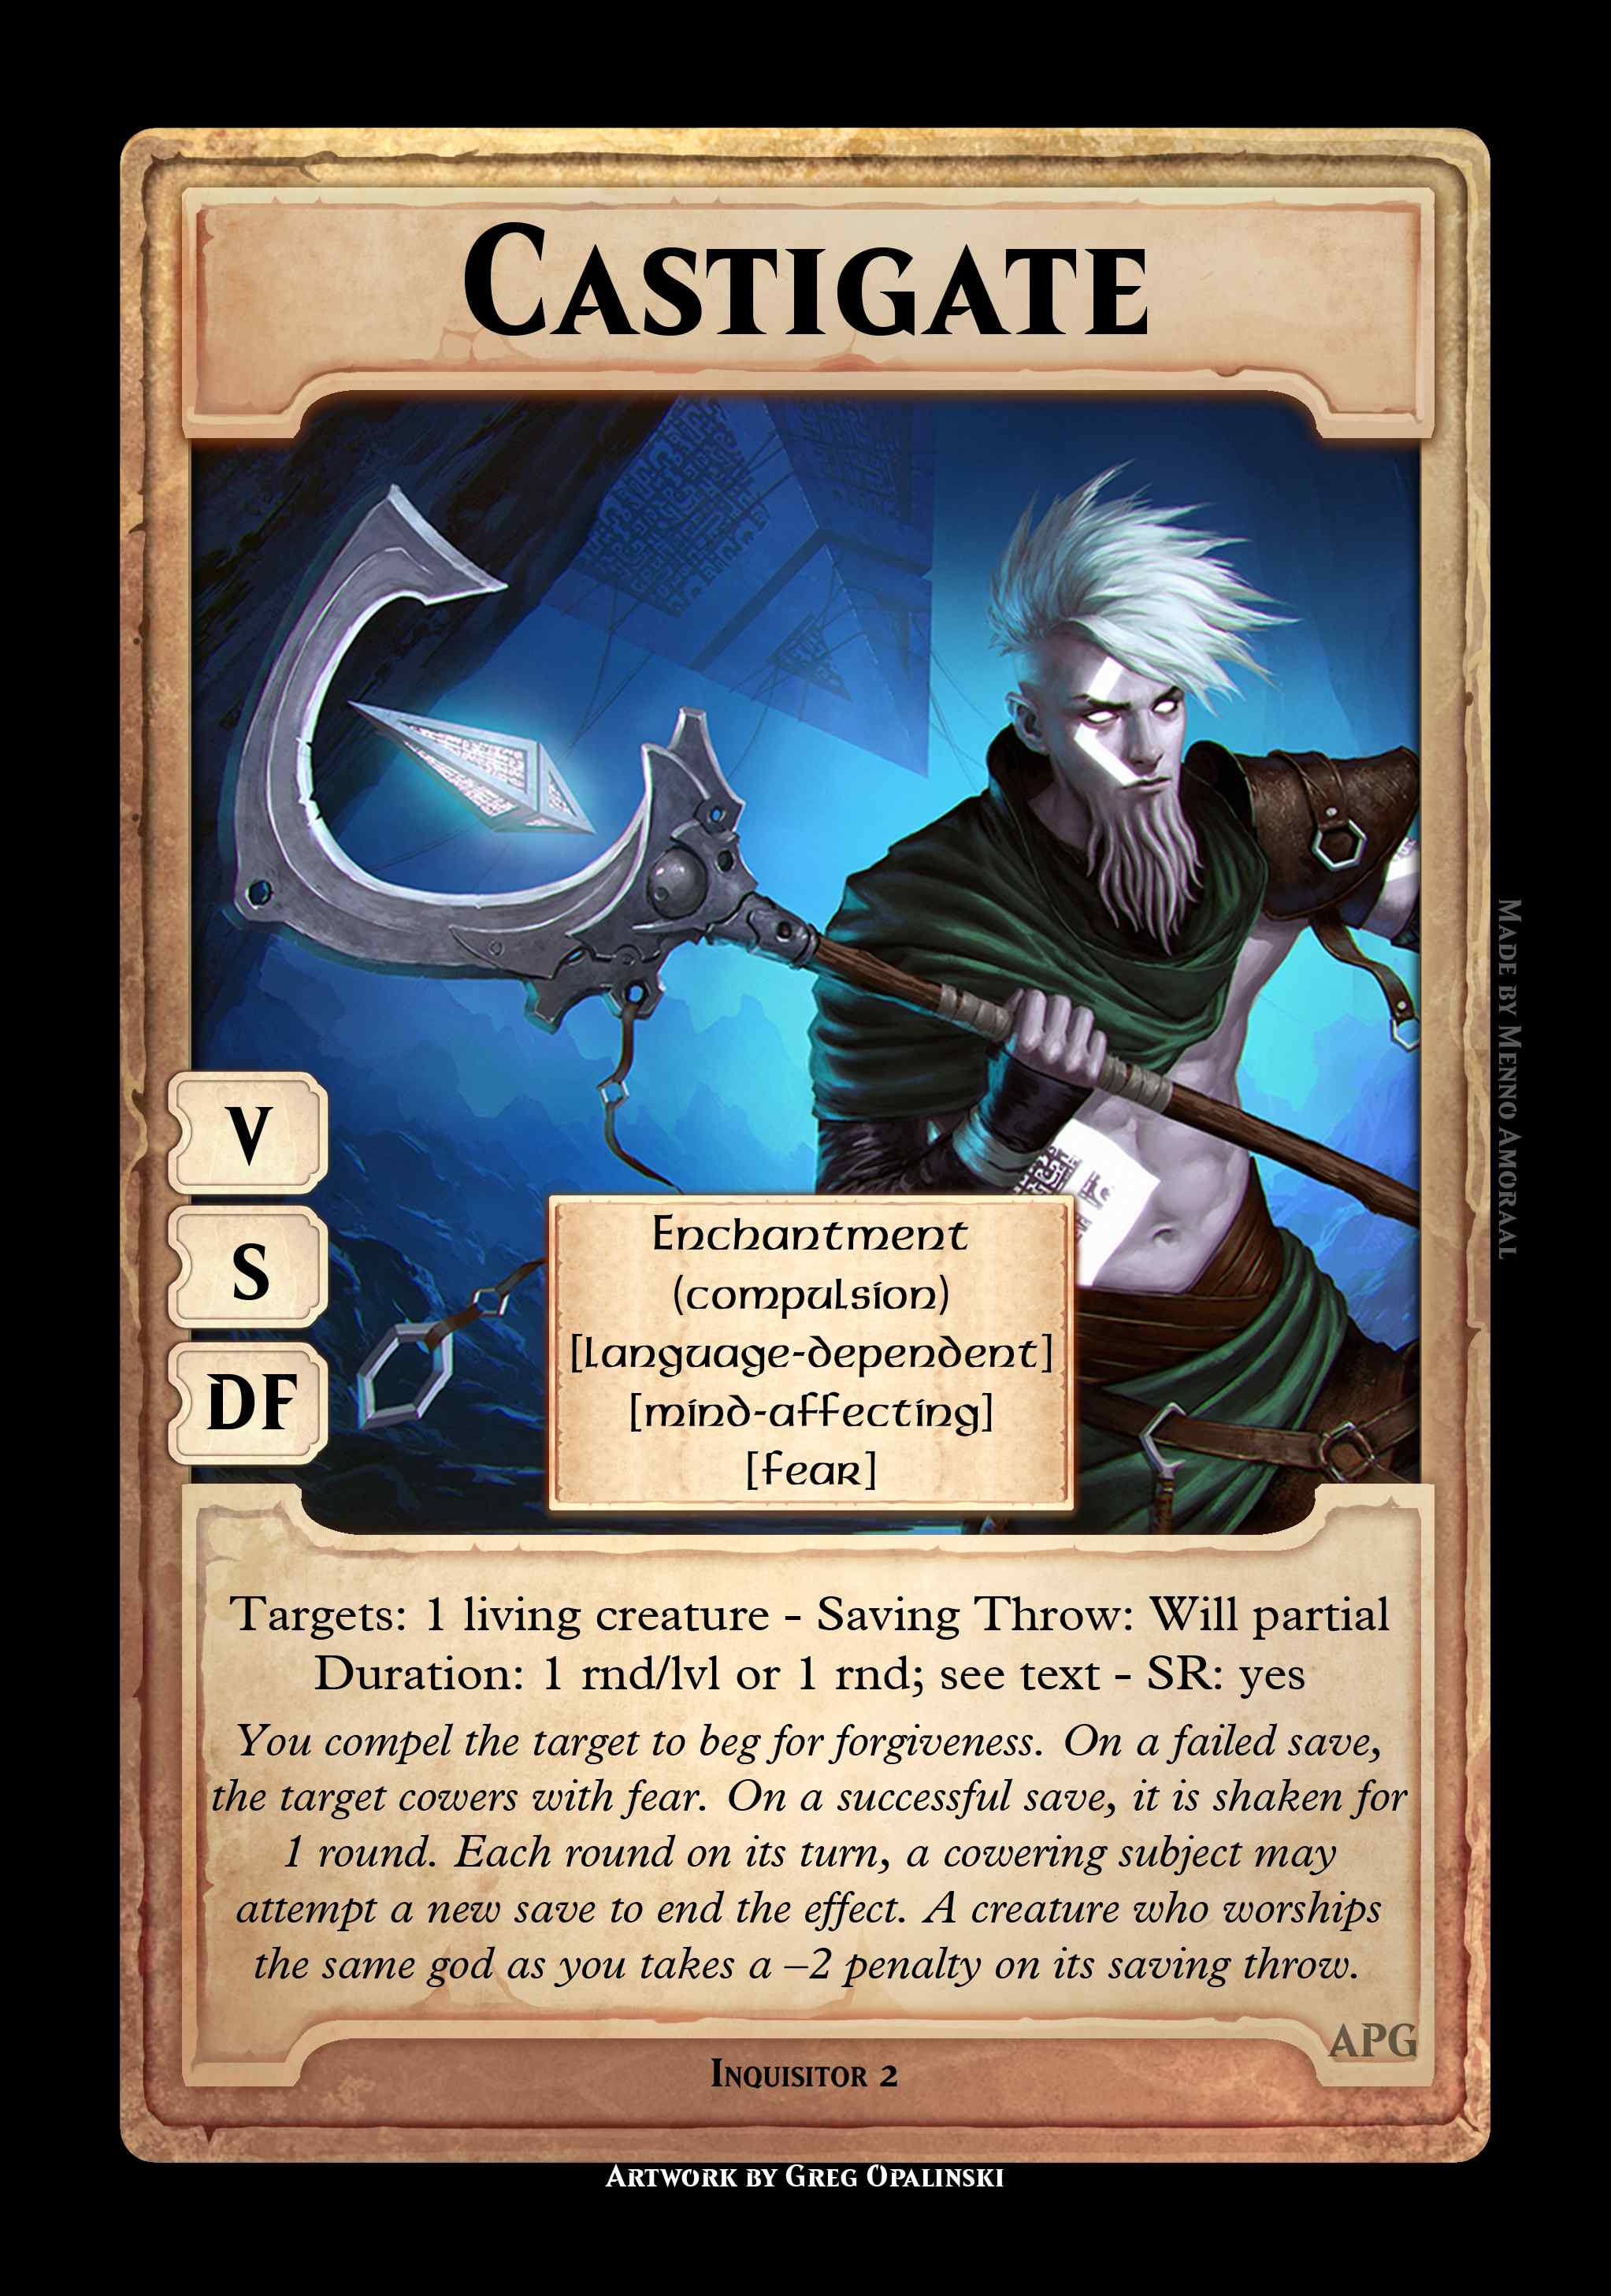 Castigate
V
S
DF
Enchantment
(compulsion)
[language-dependent]
[mind-affecting]
[fear]
Targets: 1 living creature - Saving Throw: Will partial
Duration: 1 rnd/lvl or 1 rnd; see text - SR: yes
You compel the target to beg for forgiveness. On a failed save,
the target cowers with fear. On a successful save, it is shaken for
1 round. Each round on its turn, a cowering subject may
attempt a new save to end the effect. A creature who worships
the same god as you takes a –2 penalty on its saving throw.
APG
Inquisitor 2
Artwork by Greg Opalinski
Made by Menno Amoraal